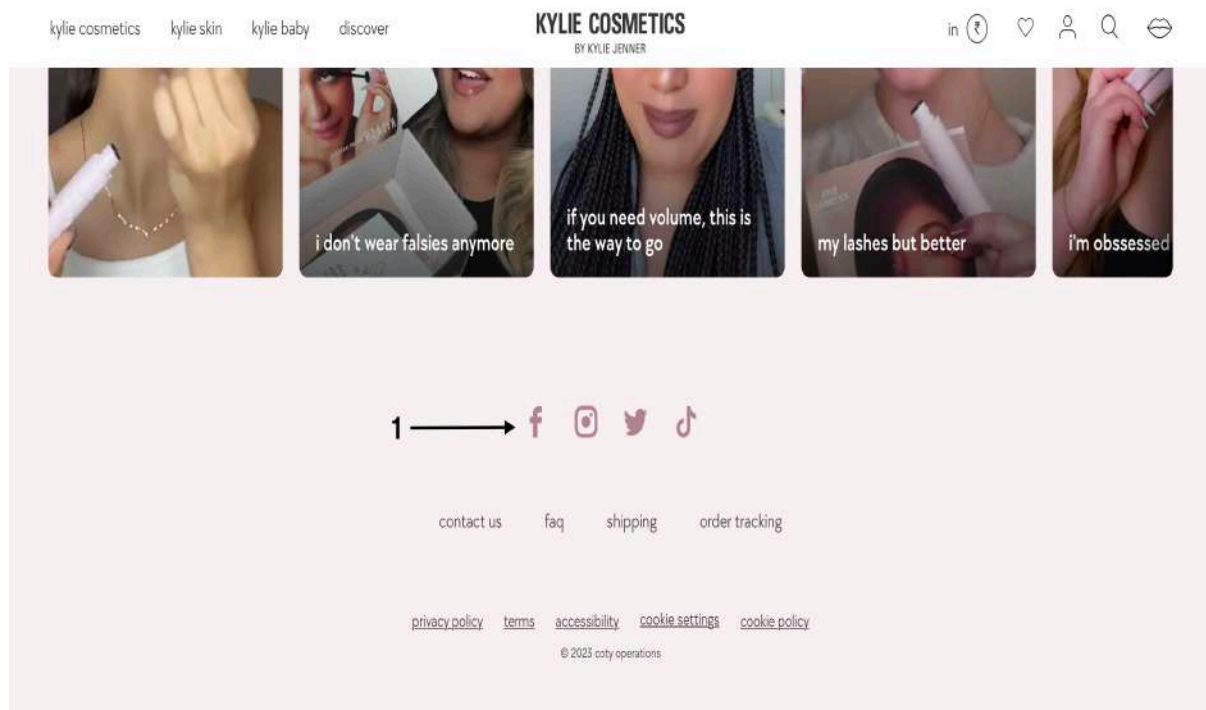 kylie cosmetics kylie skin kylie baby discover
KYLIE COSMETICS
BY KYLIE JENNER
in ₹
i don't wear falsies anymore
if you need volume, this is
the way to go
my lashes but better
i'm obssessed
1
contact us faq shipping order tracking
privacy policy terms accessibility cookie settings cookie policy
© 2023 coty operations